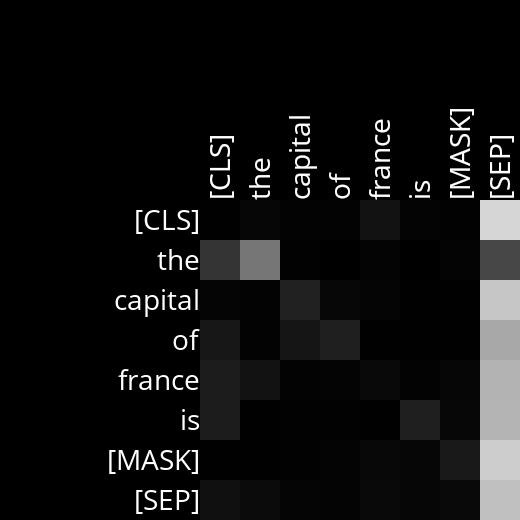 [CLS] the capital of france is [MASK] [SEP]
[CLS]
the
capital
of
france
is
[MASK]
[SEP]